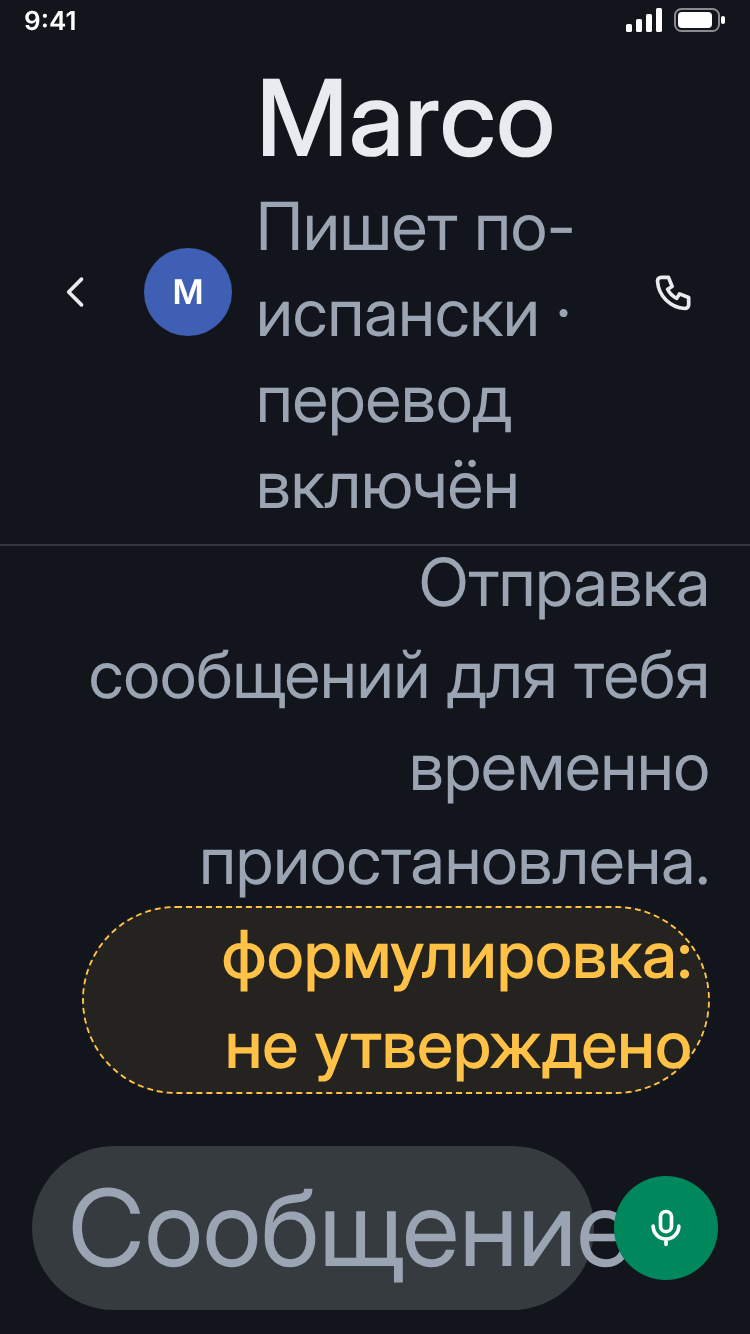 9:41
Marco
Пишет по-
испански ·
перевод
включён
M
Отправка
сообщений для тебя
временно
приостановлена.
формулировка:
не утверждено
Сообщение